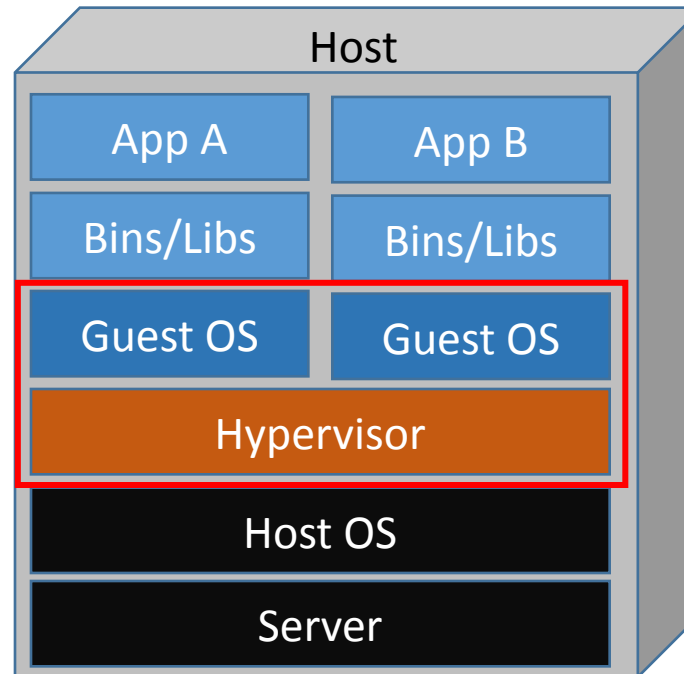 Host
App A
App B
Bins/Libs
Bins/Libs
Guest OS
Guest OS
Hypervisor
Host OS
Server